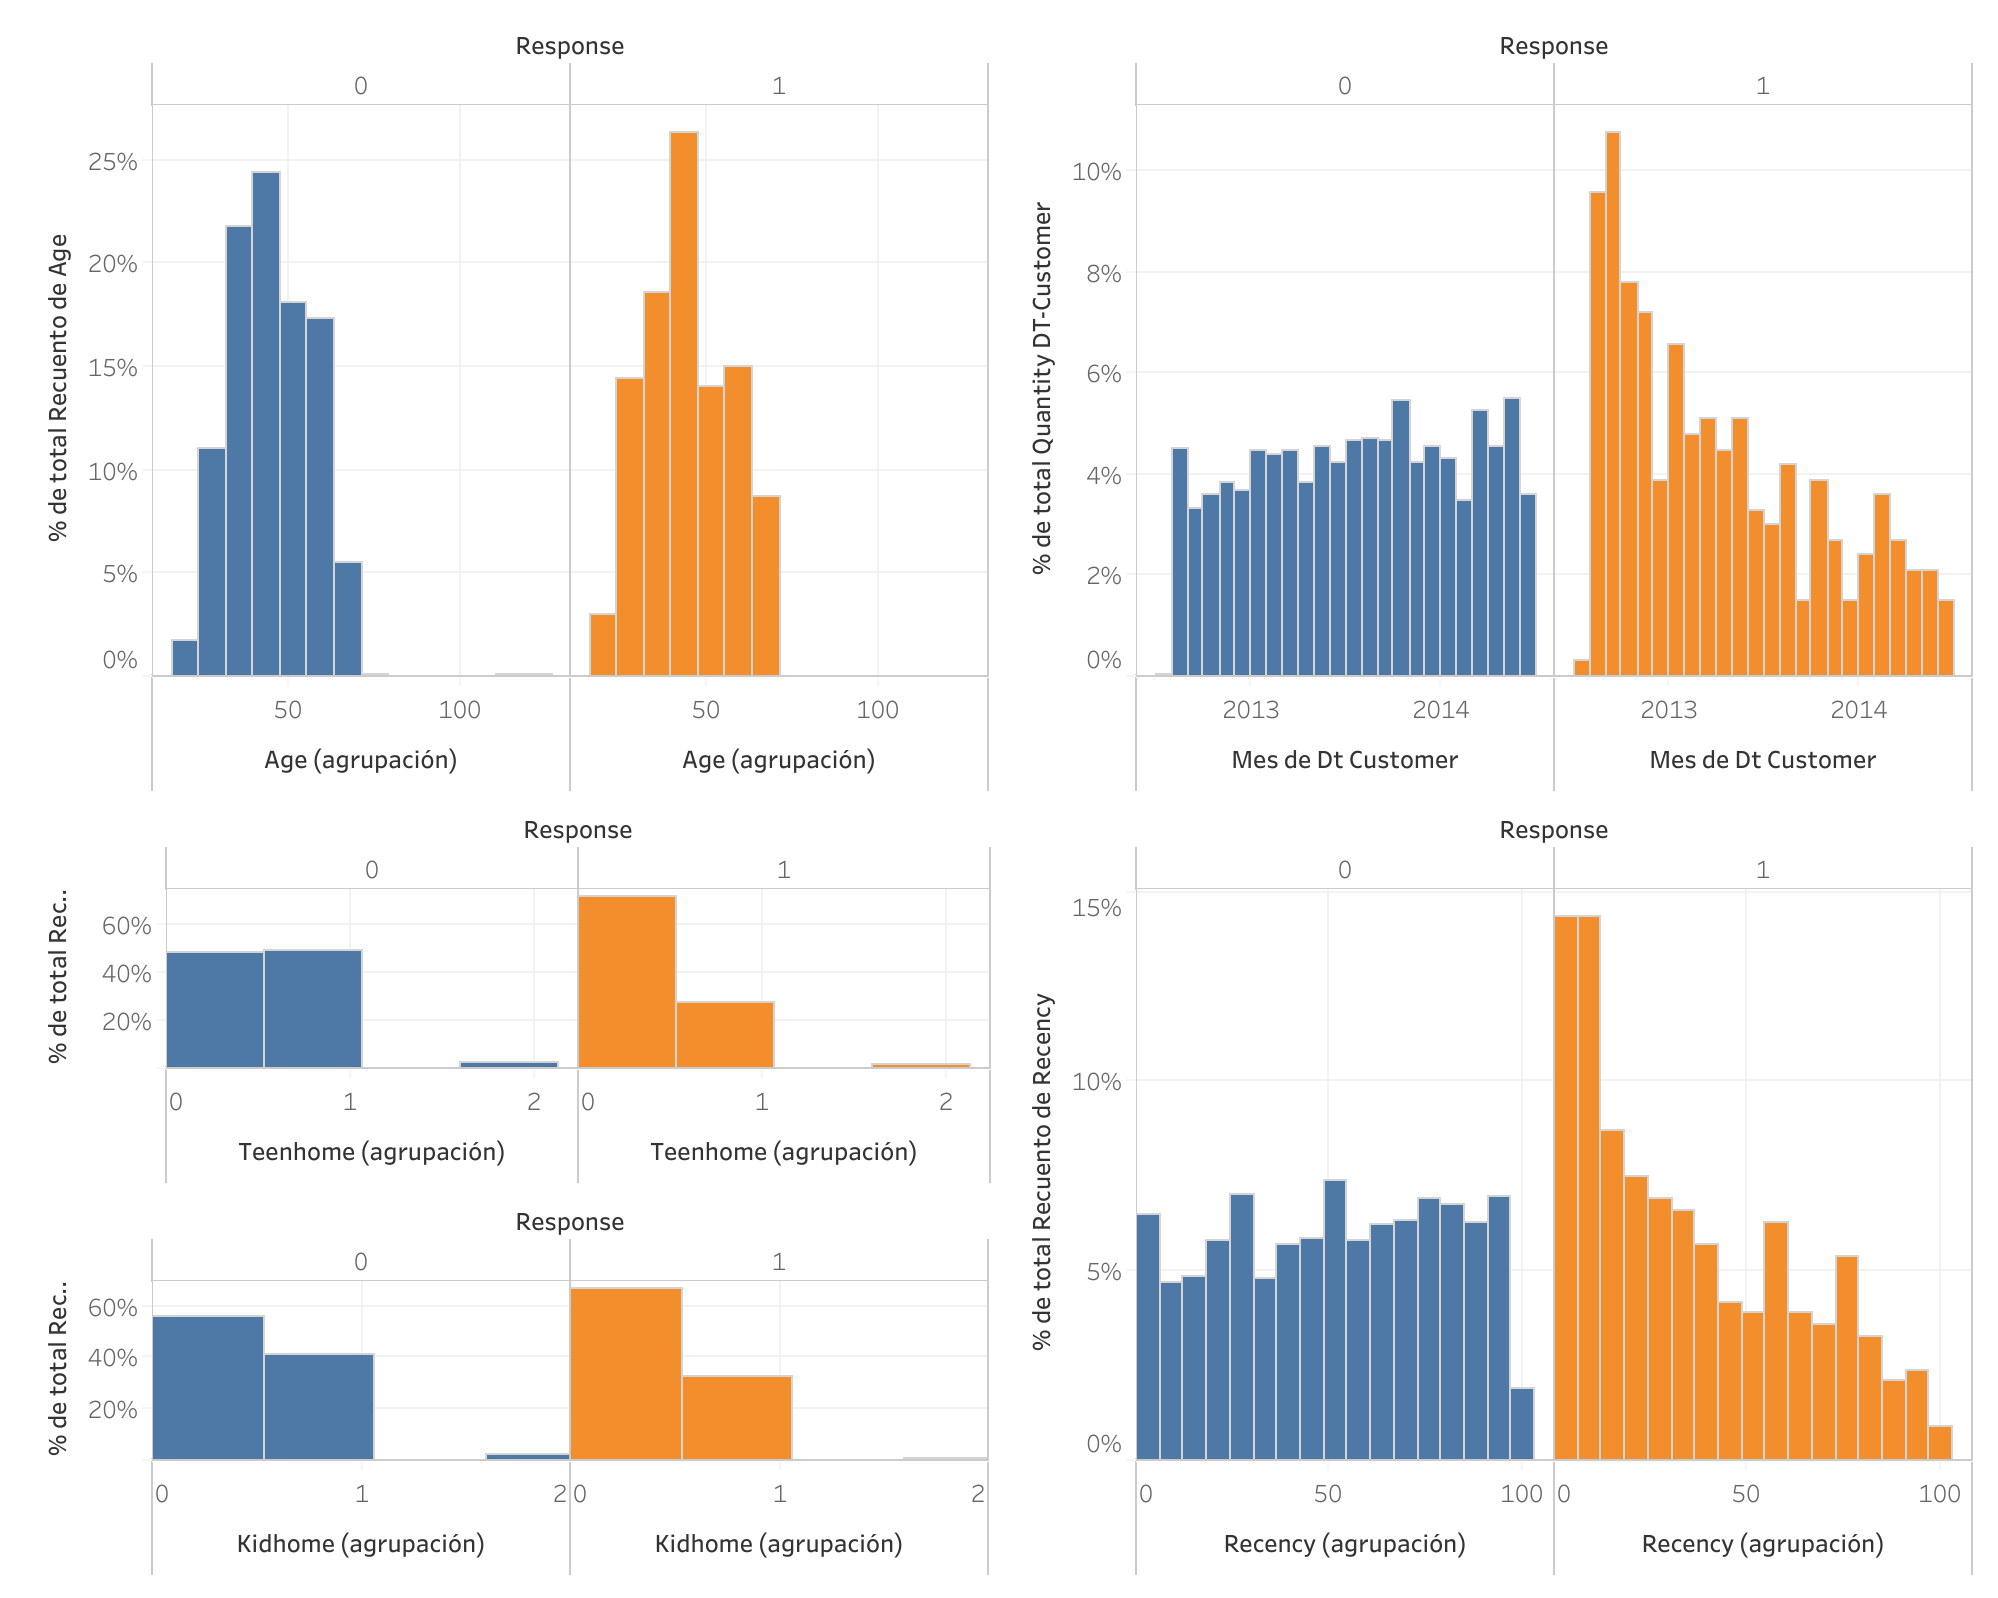 Response
0 1
% de total Recuento de Age
25%
20%
15%
10%
5%
0%
50 100 50 100
Age (agrupación) Age (agrupación)
Response
0 1
% de total Quantity DT-Customer
10%
8%
6%
4%
2%
0%
2013 2014 2013 2014
Mes de Dt Customer Mes de Dt Customer
Response
0 1
% de total Rec..
60%
40%
20%
0 1 2 0 1 2
Teenhome (agrupación) Teenhome (agrupación)
Response
0 1
% de total Rec..
60%
40%
20%
0 1 2 0 1 2
Kidhome (agrupación) Kidhome (agrupación)
Response
0 1
% de total Recuento de Recency
15%
10%
5%
0%
0 50 100 0 50 100
Recency (agrupación) Recency (agrupación)